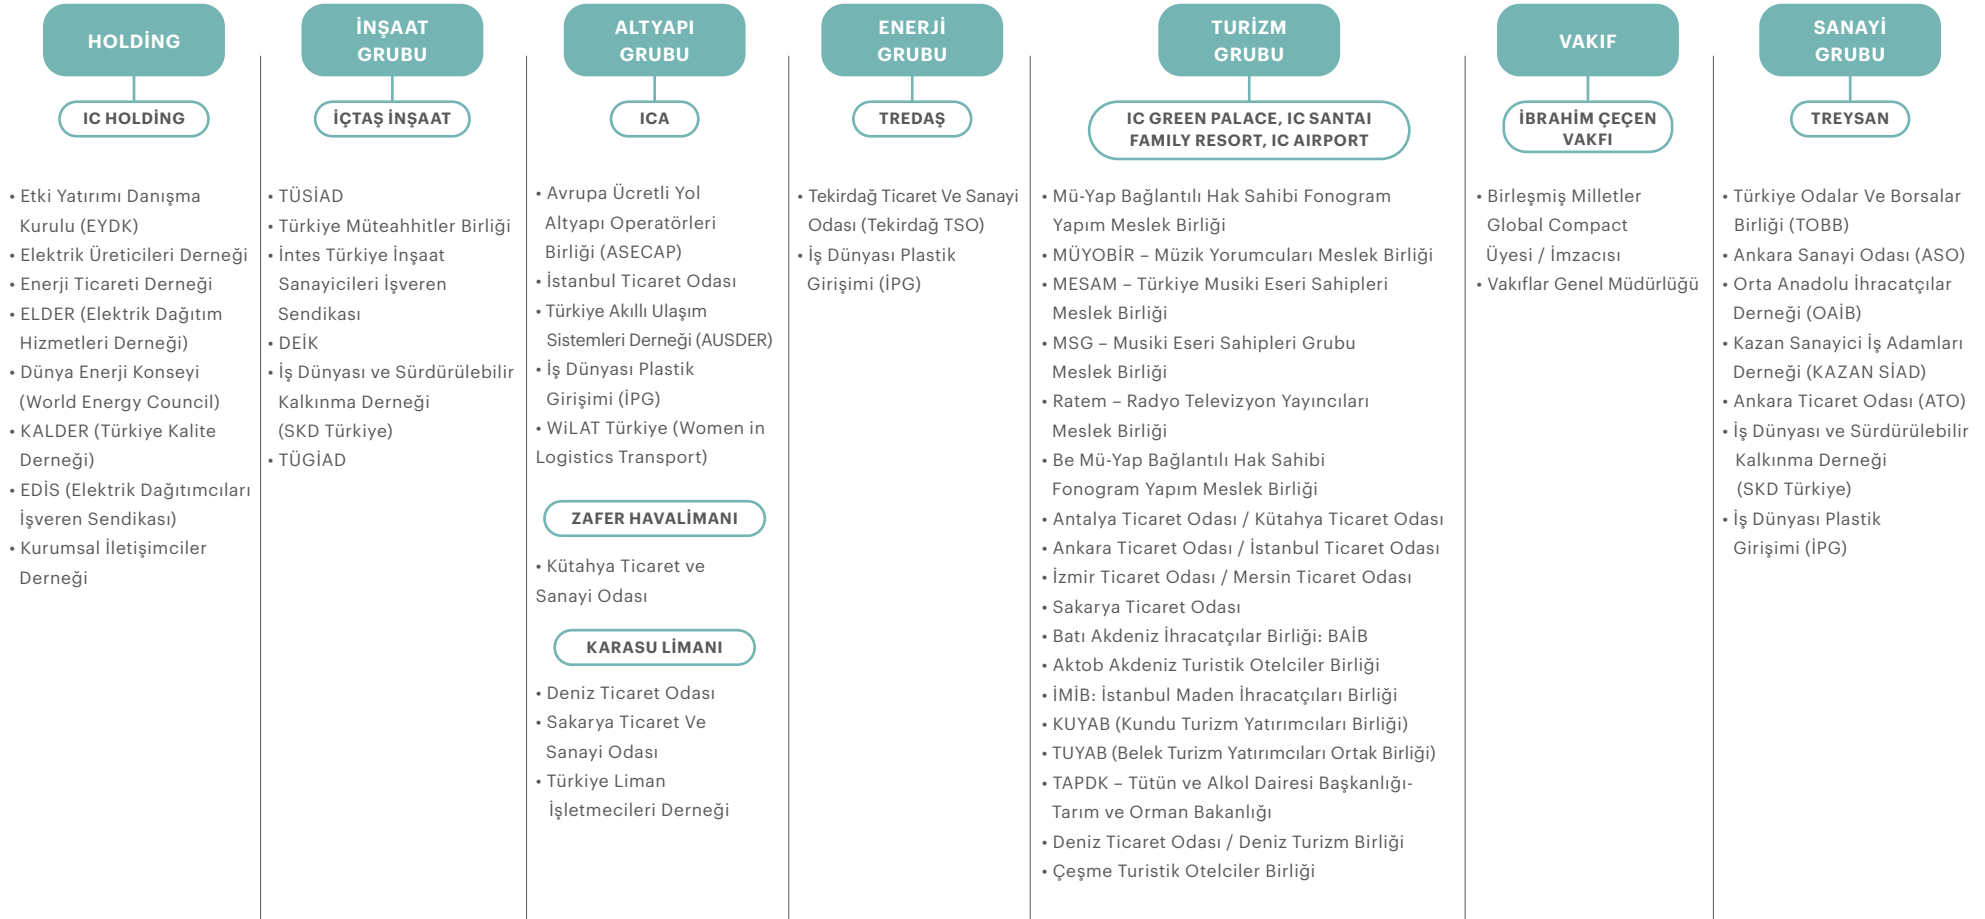 HOLDİNG
IC HOLDİNG
• Etki Yatırımı Danışma
Kurulu (EYDK)
• Elektrik Üreticileri Derneği
• Enerji Ticareti Derneği
• ELDER (Elektrik Dağıtım
Hizmetleri Derneği)
• Dünya Enerji Konseyi
(World Energy Council)
• KALDER (Türkiye Kalite
Derneği)
• EDİS (Elektrik Dağıtımcıları
İşveren Sendikası)
• Kurumsal İletişimciler
Derneği
İNŞAAT
GRUBU
İÇTAŞ İNŞAAT
• TÜSİAD
• Türkiye Müteahhitler Birliği
• İntes Türkiye İnşaat
Sanayicileri İşveren
Sendikası
• DEİK
• İş Dünyası ve Sürdürülebilir
Kalkınma Derneği
(SKD Türkiye)
• TÜGİAD
ALTYAPI
GRUBU
ICA
• Avrupa Ücretli Yol
Altyapı Operatörleri
Birliği (ASECAP)
• İstanbul Ticaret Odası
• Türkiye Akıllı Ulaşım
Sistemleri Derneği (AUSDER)
• İş Dünyası Plastik
Girişimi (İPG)
• WiLAT Türkiye (Women in
Logistics Transport)
ZAFER HAVALİMANI
• Kütahya Ticaret ve
Sanayi Odası
KARASU LİMANI
• Deniz Ticaret Odası
• Sakarya Ticaret Ve
Sanayi Odası
• Türkiye Liman
İşletmecileri Derneği
ENERJİ
GRUBU
TREDAŞ
• Tekirdağ Ticaret Ve Sanayi
Odası (Tekirdağ TSO)
• İş Dünyası Plastik
Girişimi (İPG)
TURİZM
GRUBU
IC GREEN PALACE, IC SANTAI
FAMILY RESORT, IC AIRPORT
• Mü-Yap Bağlantılı Hak Sahibi Fonogram
Yapım Meslek Birliği
• MÜYOBİR – Müzik Yorumcuları Meslek Birliği
• MESAM – Türkiye Musiki Eseri Sahipleri
Meslek Birliği
• MSG – Musiki Eseri Sahipleri Grubu
Meslek Birliği
• Ratem – Radyo Televizyon Yayıncıları
Meslek Birliği
• Be Mü-Yap Bağlantılı Hak Sahibi
Fonogram Yapım Meslek Birliği
• Antalya Ticaret Odası / Kütahya Ticaret Odası
• Ankara Ticaret Odası / İstanbul Ticaret Odası
• İzmir Ticaret Odası / Mersin Ticaret Odası
• Sakarya Ticaret Odası
• Batı Akdeniz İhracatçılar Birliği: BAİB
• Aktob Akdeniz Turistik Otelciler Birliği
• İMİB: İstanbul Maden İhracatçıları Birliği
• KUYAB (Kundu Turizm Yatırımcıları Birliği)
• TUYAB (Belek Turizm Yatırımcıları Ortak Birliği)
• TAPDK – Tütün ve Alkol Dairesi Başkanlığı-
Tarım ve Orman Bakanlığı
• Deniz Ticaret Odası / Deniz Turizm Birliği
• Çeşme Turistik Otelciler Birliği
VAKIF
İBRAHİM ÇEÇEN
VAKFI
• Birleşmiş Milletler
Global Compact
Üyesi / İmzacısı
• Vakıflar Genel Müdürlüğü
SANAYİ
GRUBU
TREYSAN
• Türkiye Odalar Ve Borsalar
Birliği (TOBB)
• Ankara Sanayi Odası (ASO)
• Orta Anadolu İhracatçılar
Derneği (OAİB)
• Kazan Sanayici İş Adamları
Derneği (KAZAN SİAD)
• Ankara Ticaret Odası (ATO)
• İş Dünyası ve Sürdürülebilir
Kalkınma Derneği
(SKD Türkiye)
• İş Dünyası Plastik
Girişimi (İPG)